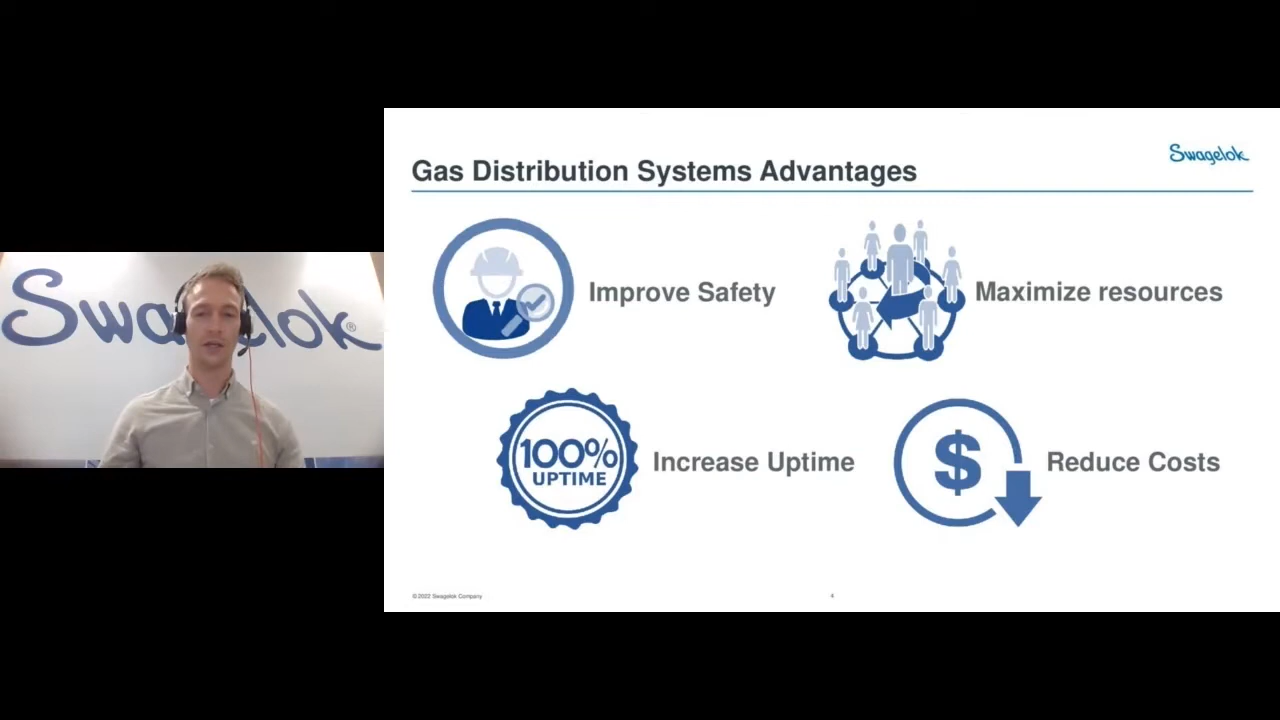 Swagelok
Gas Distribution Systems Advantages
Improve Safety
Maximize resources
100%
UPTIME
Increase Uptime
$
Reduce Costs
©2022 Swagelok Company
4
Swagelok®